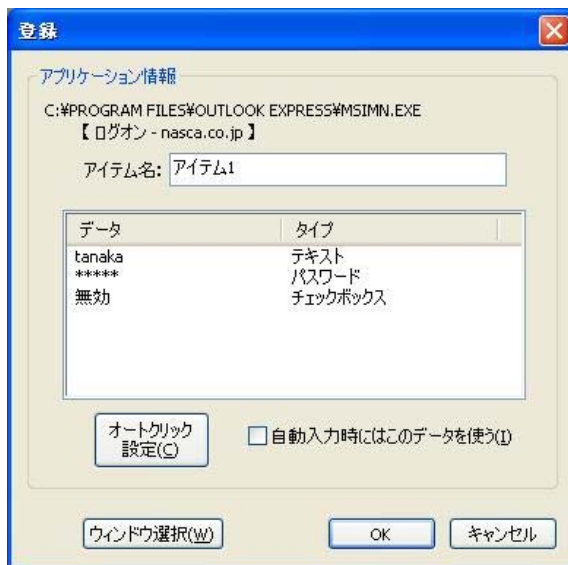 登録
アプリケーション情報
C:¥PROGRAM FILES¥OUTLOOK EXPRESS¥MSIMN.EXE
【 ログオン - nasca.co.jp 】
アイテム名: アイテム1
データ タイプ
tanaka テキスト
***** パスワード
無効 チェックボックス
オートクリック
設定(C)
自動入力時にはこのデータを使う(I)
ウィンドウ選択(W) OK キャンセル